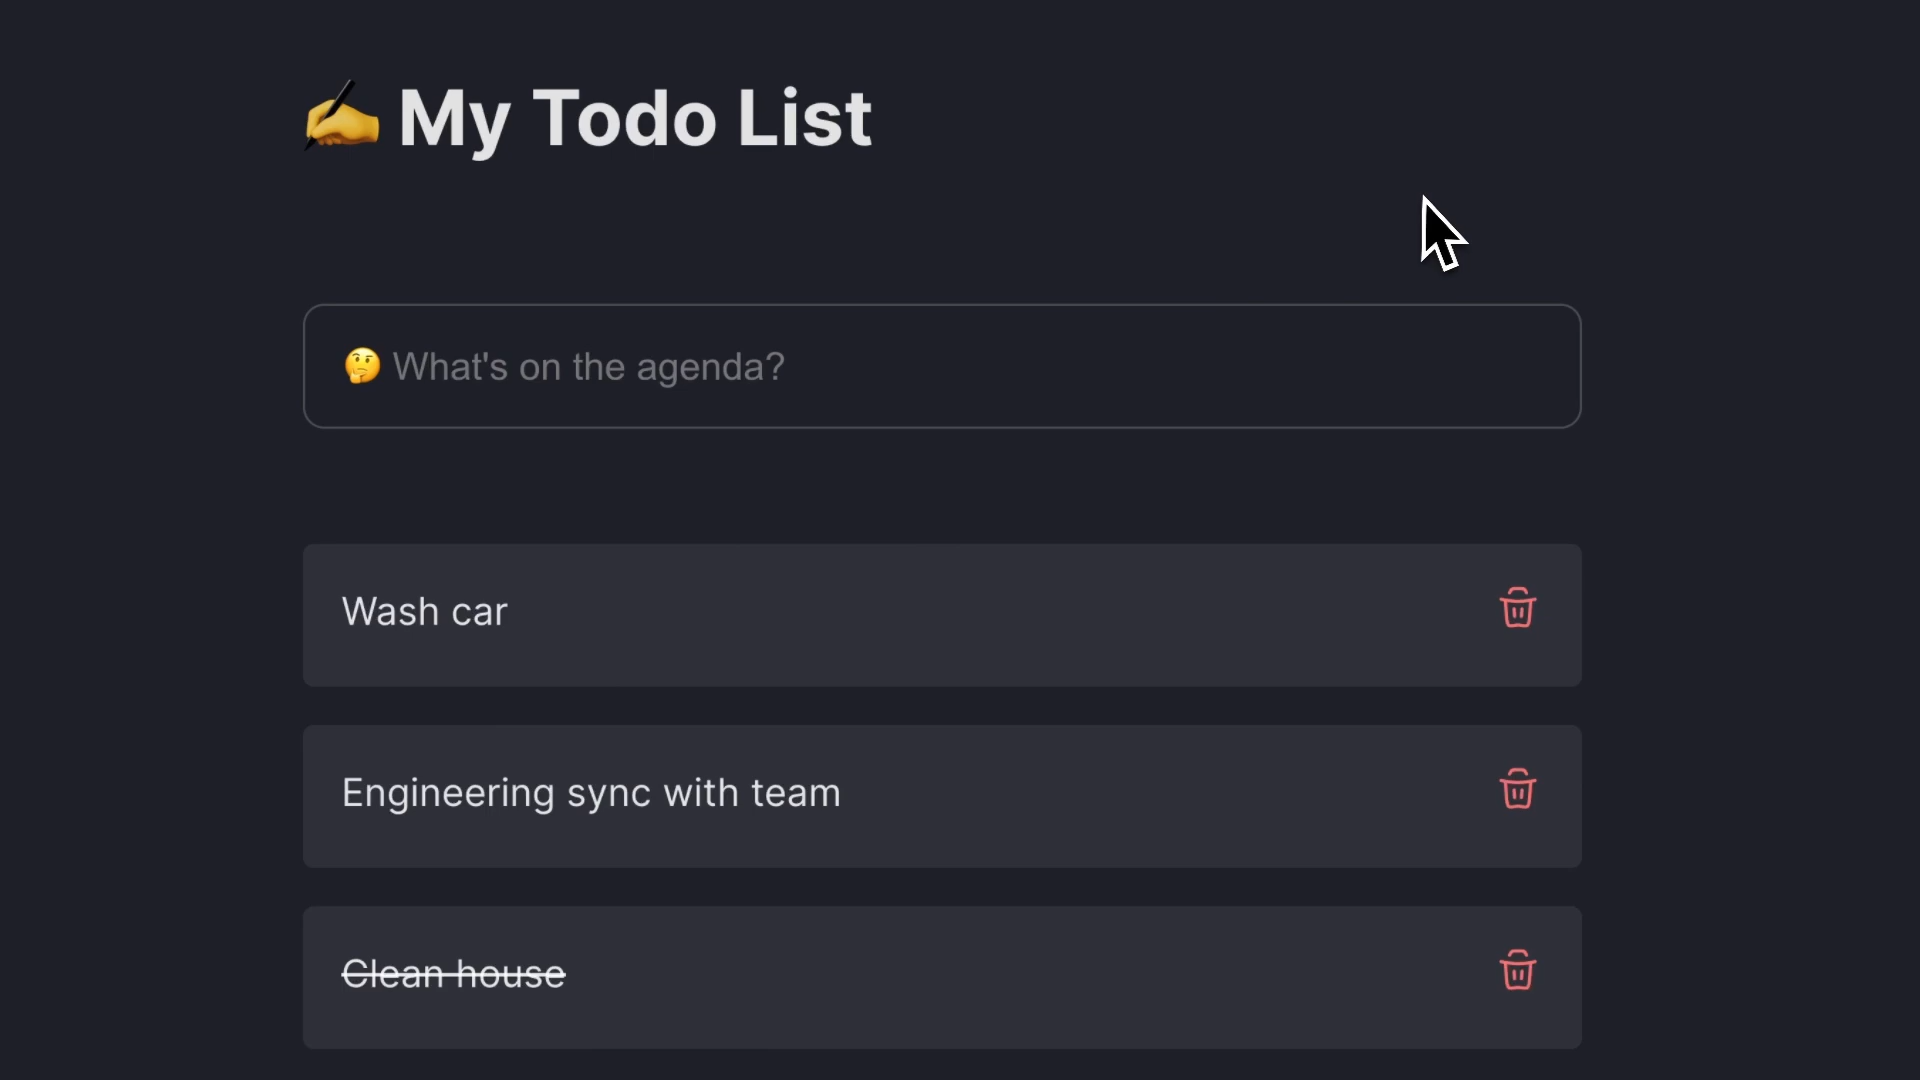 ✍️ My Todo List
🤔 What's on the agenda?
Wash car
Engineering sync with team
Clean house